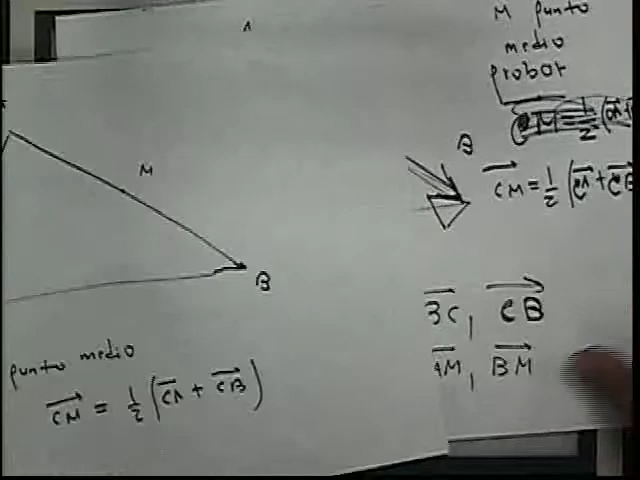 A
M punto
medio
probar
B
CM = 1/2 (CA + CB
M
B
BC, CB
AM, BM
punto medio
CM = 1/2 (CA + CB)